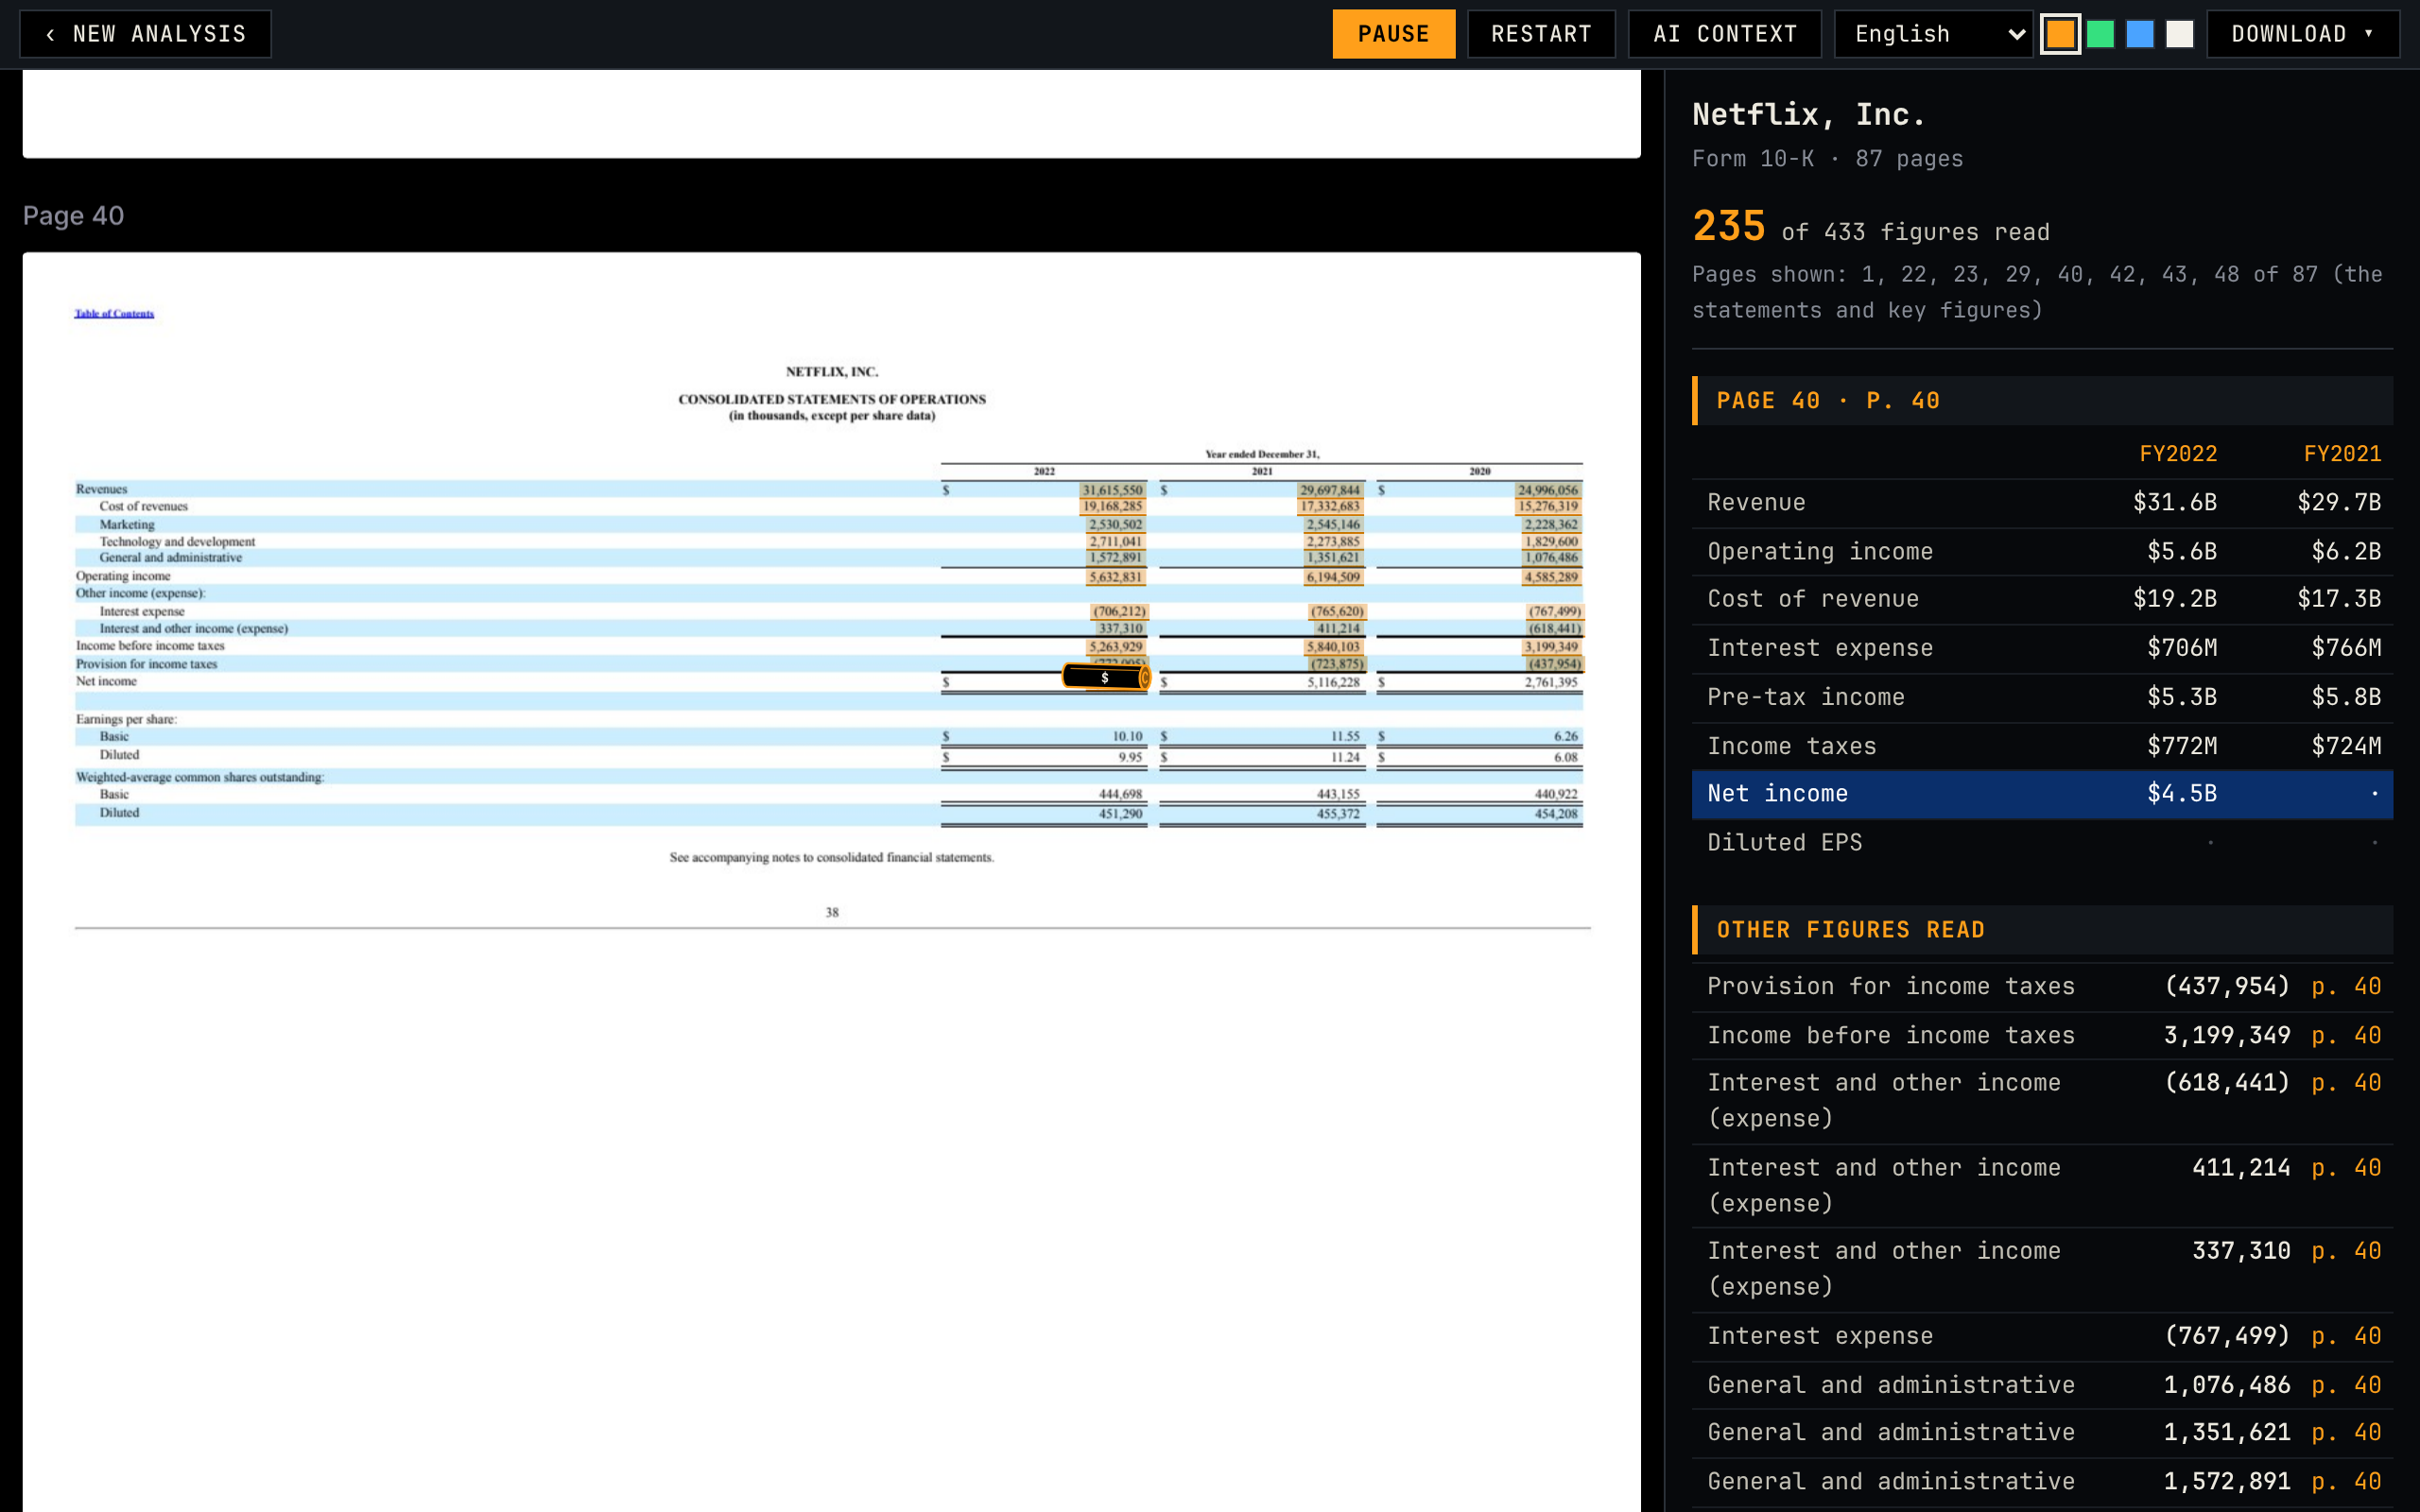 ‹ NEW ANALYSIS
PAUSE
RESTART
AI CONTEXT
English
DOWNLOAD ▾
Page 40
Table of Contents
NETFLIX, INC.
CONSOLIDATED STATEMENTS OF OPERATIONS
(in thousands, except per share data)
Year ended December 31,
2022 2021 2020
Revenues $ 31,615,550 $ 29,697,844 $ 24,996,056
Cost of revenues 19,168,285 17,332,683 15,276,319
Marketing 2,530,502 2,545,146 2,228,362
Technology and development 2,711,041 2,273,885 1,829,600
General and administrative 1,572,891 1,351,621 1,076,486
Operating income 5,632,831 6,194,509 4,585,289
Other income (expense):
Interest expense (706,212) (765,620) (767,499)
Interest and other income (expense) 337,310 411,214 (618,441)
Income before income taxes 5,263,929 5,840,103 3,199,349
Provision for income taxes (723,875) (437,954)
Net income $ $ $ 5,116,228 $ 2,761,395
Earnings per share:
Basic $ 10.10 $ 11.55 $ 6.26
Diluted $ 9.95 $ 11.24 $ 6.08
Weighted-average common shares outstanding:
Basic 444,698 443,155 440,922
Diluted 451,290 455,372 454,208
See accompanying notes to consolidated financial statements.
38
Netflix, Inc.
Form 10-K · 87 pages
235 of 433 figures read
Pages shown: 1, 22, 23, 29, 40, 42, 43, 48 of 87 (the
statements and key figures)
PAGE 40 · P. 40
FY2022 FY2021
Revenue $31.6B $29.7B
Operating income $5.6B $6.2B
Cost of revenue $19.2B $17.3B
Interest expense $706M $766M
Pre-tax income $5.3B $5.8B
Income taxes $772M $724M
Net income $4.5B ·
Diluted EPS · ·
OTHER FIGURES READ
Provision for income taxes (437,954) p. 40
Income before income taxes 3,199,349 p. 40
Interest and other income (618,441) p. 40
(expense)
Interest and other income 411,214 p. 40
(expense)
Interest and other income 337,310 p. 40
(expense)
Interest expense (767,499) p. 40
General and administrative 1,076,486 p. 40
General and administrative 1,351,621 p. 40
General and administrative 1,572,891 p. 40